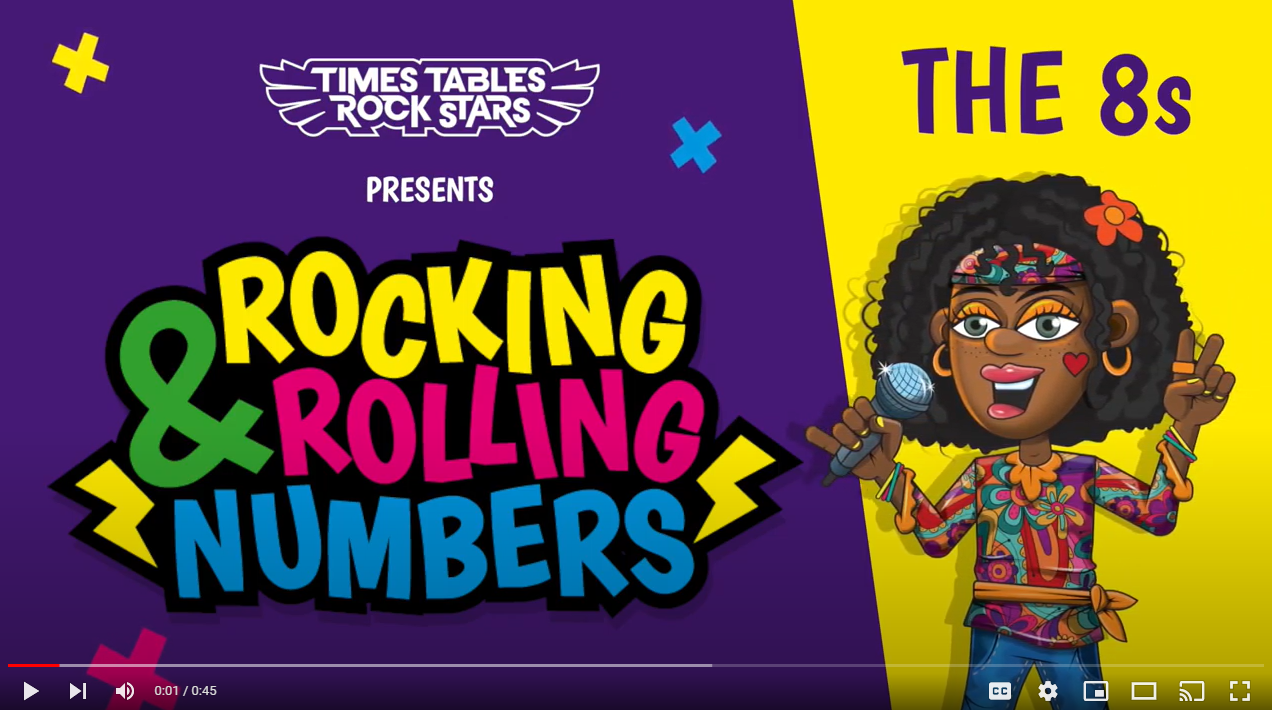 TIMES TABLES
ROCK STARS
PRESENTS
ROCKING
& ROLLING
NUMBERS
THE 8s
0:01 / 0:45
CC